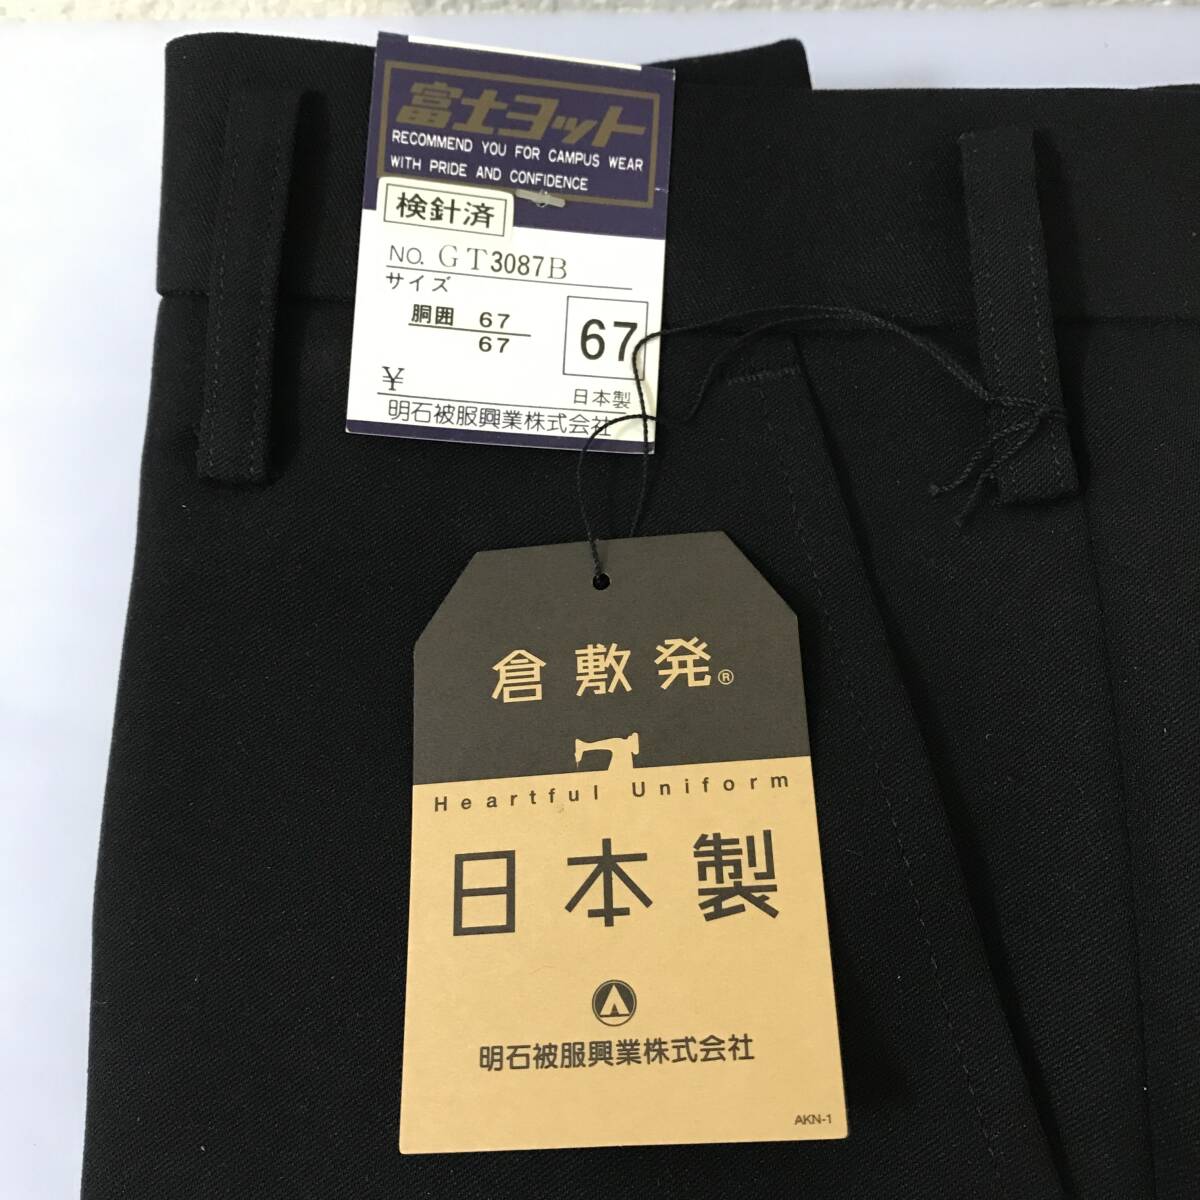 富士ヨット
RECOMMEND YOU FOR CAMPUS WEAR
WITH PRIDE AND CONFIDENCE
検針済
NO. GT3087B
サイズ
胴囲 67
67
67
¥
日本製
明石被服興業株式会社
倉敷発®
Heartful Uniform
日本製
明石被服興業株式会社
AKN-1